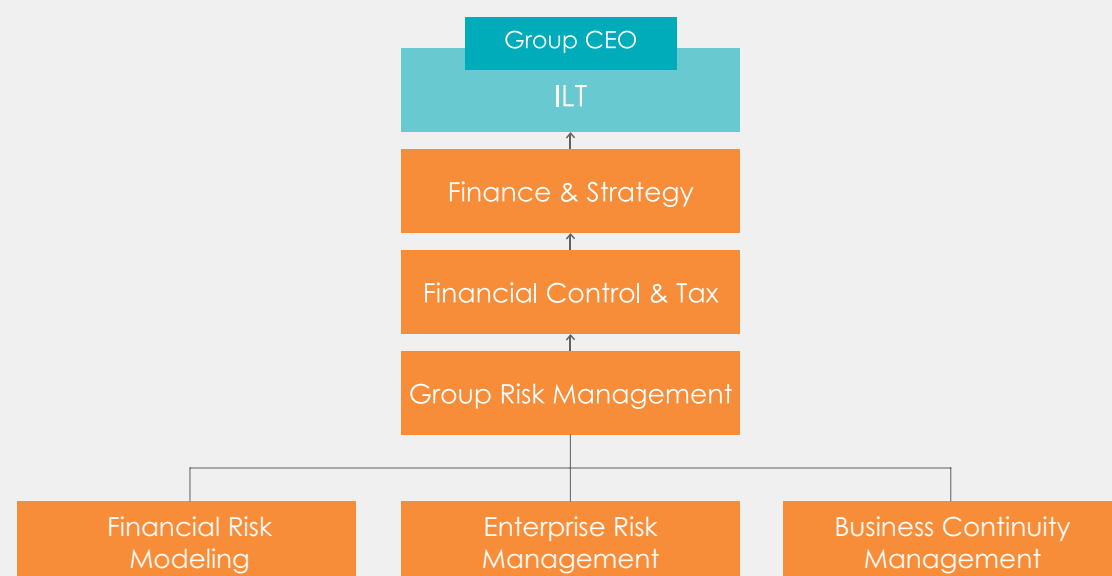 Group CEO
ILT
Finance & Strategy
Financial Control & Tax
Group Risk Management
Financial Risk
Modeling
Enterprise Risk
Management
Business Continuity
Management